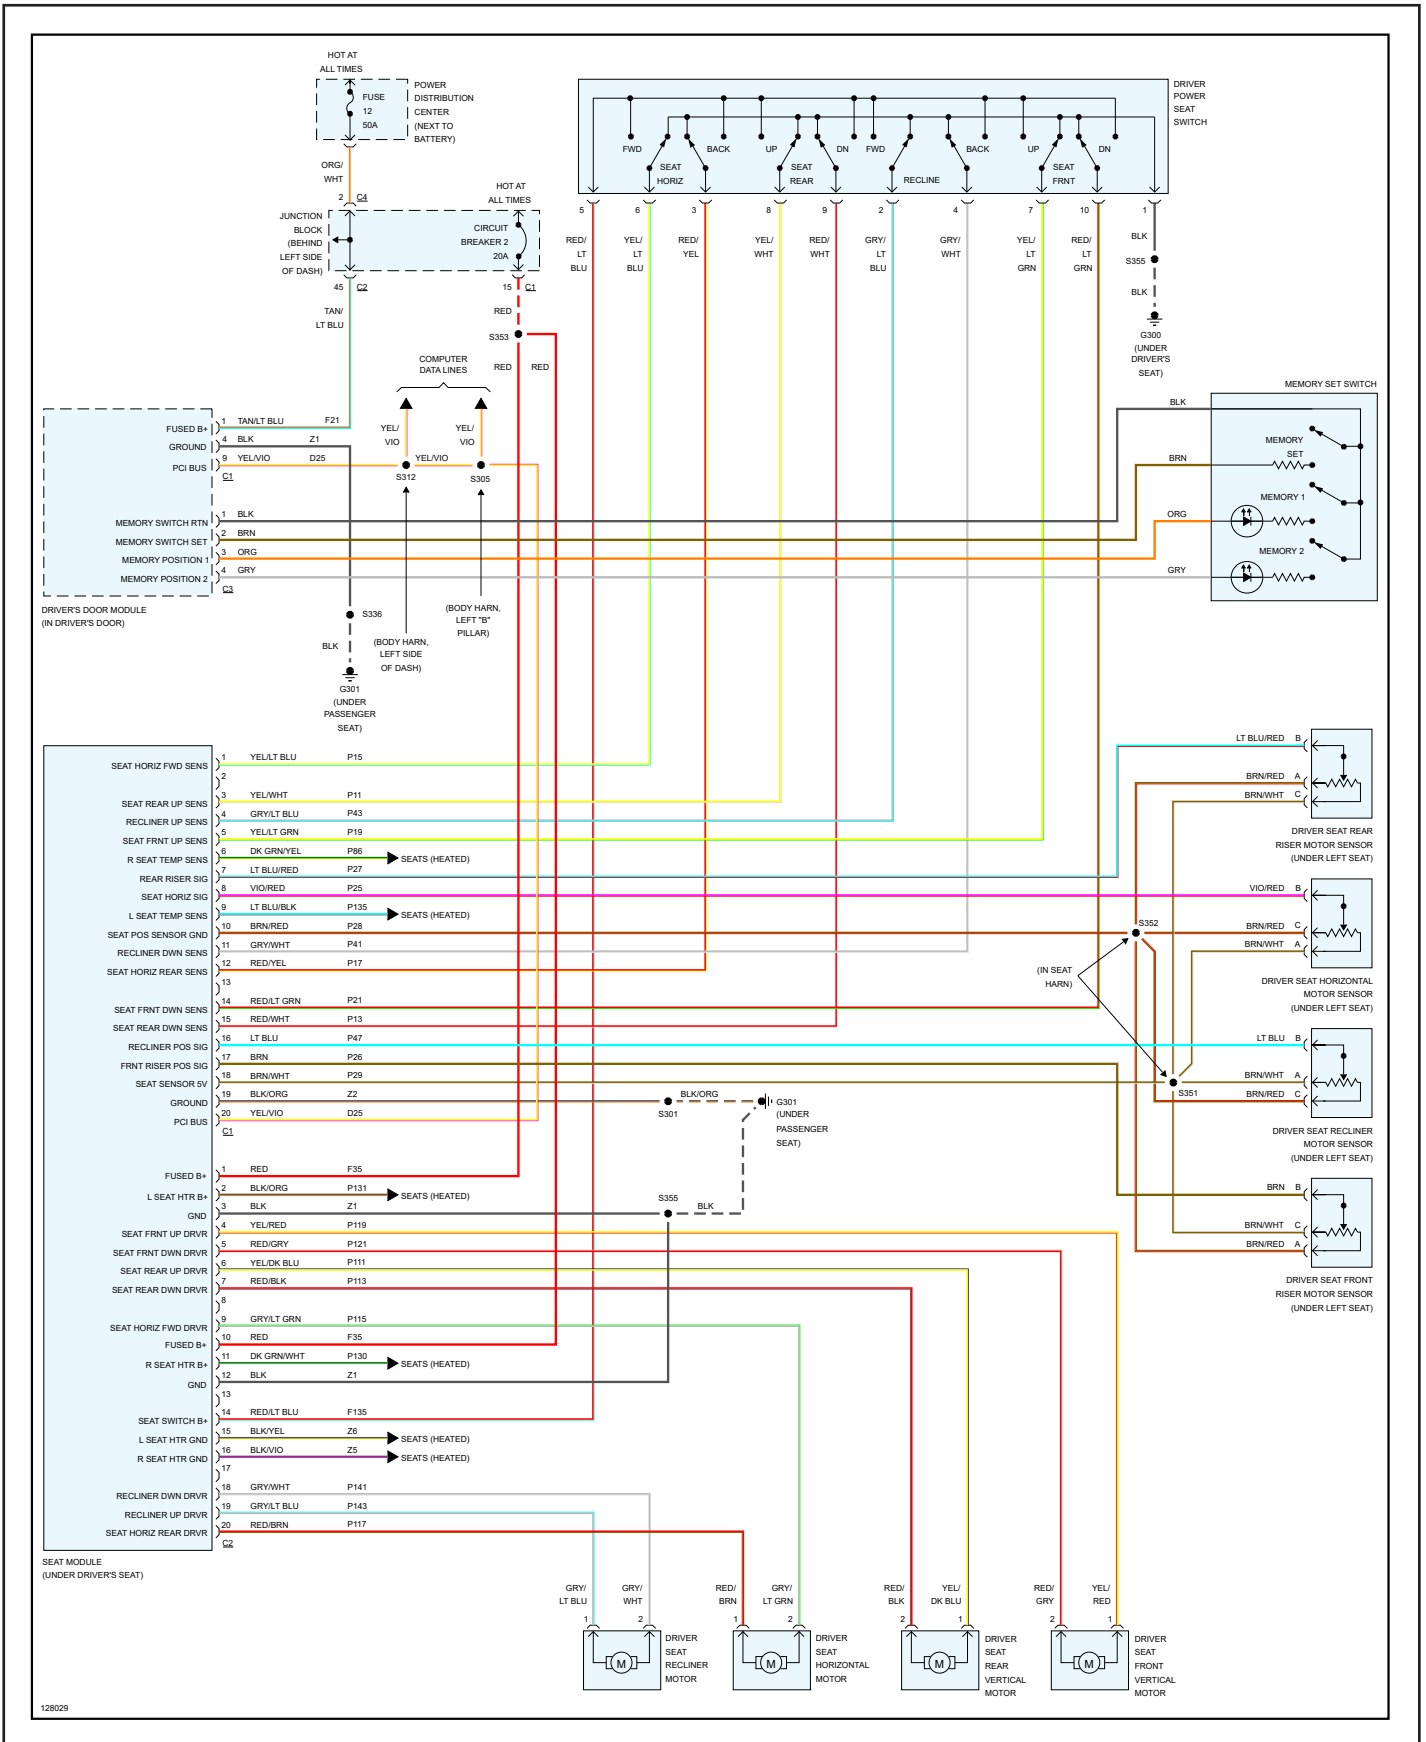 HOT AT
ALL TIMES
FUSE
12
50A
POWER
DISTRIBUTION
CENTER
(NEXT TO
BATTERY)
ORG/
WHT
2 C4
JUNCTION
BLOCK
(BEHIND
LEFT SIDE
OF DASH)
HOT AT
ALL TIMES
CIRCUIT
BREAKER 2
20A
45 C2
15 C1
TAN/
LT BLU
RED
S353
RED RED
DRIVER
POWER
SEAT
SWITCH
FWD BACK UP DN FWD BACK UP DN
SEAT
HORIZ
SEAT
REAR
RECLINE
SEAT
FRNT
5 6 3 8 9 2 4 7 10 1
RED/
LT
BLU
YEL/
LT
BLU
RED/
YEL
YEL/
WHT
RED/
WHT
GRY/
LT
BLU
GRY/
WHT
YEL/
LT
GRN
RED/
LT
GRN
BLK
S355
BLK
G300
(UNDER
DRIVER'S
SEAT)
COMPUTER
DATA LINES
YEL/
VIO
YEL/
VIO
S312
S305
(BODY HARN,
LEFT SIDE
OF DASH)
(BODY HARN,
LEFT "B"
PILLAR)
MEMORY SET SWITCH
BLK
BRN
ORG
GRY
MEMORY
SET
MEMORY 1
MEMORY 2
FUSED B+ 1 TAN/LT BLU F21
GROUND 4 BLK Z1
PCI BUS 9 YEL/VIO D25 YEL/VIO
C1
MEMORY SWITCH RTN 1 BLK
MEMORY SWITCH SET 2 BRN
MEMORY POSITION 1 3 ORG
MEMORY POSITION 2 4 GRY
C3
DRIVER'S DOOR MODULE
(IN DRIVER'S DOOR)
S336
BLK
G301
(UNDER
PASSENGER
SEAT)
SEAT HORIZ FWD SENS 1 YEL/LT BLU P15
2
SEAT REAR UP SENS 3 YEL/WHT P11
RECLINER UP SENS 4 GRY/LT BLU P43
SEAT FRNT UP SENS 5 YEL/LT GRN P19
R SEAT TEMP SENS 6 DK GRN/YEL P86 SEATS (HEATED)
REAR RISER SIG 7 LT BLU/RED P27
SEAT HORIZ SIG 8 VIO/RED P25
L SEAT TEMP SENS 9 LT BLU/BLK P135 SEATS (HEATED)
SEAT POS SENSOR GND 10 BRN/RED P28
RECLINER DWN SENS 11 GRY/WHT P41
SEAT HORIZ REAR SENS 12 RED/YEL P17
13
SEAT FRNT DWN SENS 14 RED/LT GRN P21
SEAT REAR DWN SENS 15 RED/WHT P13
RECLINER POS SIG 16 LT BLU P47
FRNT RISER POS SIG 17 BRN P26
SEAT SENSOR 5V 18 BRN/WHT P29
GROUND 19 BLK/ORG Z2
PCI BUS 20 YEL/VIO D25
C1
S301
BLK/ORG
G301
(UNDER
PASSENGER
SEAT)
FUSED B+ 1 RED F35
L SEAT HTR B+ 2 BLK/ORG P131 SEATS (HEATED)
GND 3 BLK Z1
SEAT FRNT UP DRVR 4 YEL/RED P119
SEAT FRNT DWN DRVR 5 RED/GRY P121
SEAT REAR UP DRVR 6 YEL/DK BLU P111
SEAT REAR DWN DRVR 7 RED/BLK P113
8
SEAT HORIZ FWD DRVR 9 GRY/LT GRN P115
FUSED B+ 10 RED F35
R SEAT HTR B+ 11 DK GRN/WHT P130 SEATS (HEATED)
GND 12 BLK Z1
13
SEAT SWITCH B+ 14 RED/LT BLU F135
L SEAT HTR GND 15 BLK/YEL Z6 SEATS (HEATED)
R SEAT HTR GND 16 BLK/VIO Z5 SEATS (HEATED)
17
RECLINER DWN DRVR 18 GRY/WHT P141
RECLINER UP DRVR 19 GRY/LT BLU P143
SEAT HORIZ REAR DRVR 20 RED/BRN P117
C2
SEAT MODULE
(UNDER DRIVER'S SEAT)
S355
BLK
LT BLU/RED B
BRN/RED A
BRN/WHT C
DRIVER SEAT REAR
RISER MOTOR SENSOR
(UNDER LEFT SEAT)
VIO/RED B
S352
BRN/RED C
BRN/WHT A
(IN SEAT
HARN)
DRIVER SEAT HORIZONTAL
MOTOR SENSOR
(UNDER LEFT SEAT)
LT BLU B
BRN/WHT A
S351
BRN/RED C
DRIVER SEAT RECLINER
MOTOR SENSOR
(UNDER LEFT SEAT)
BRN B
BRN/WHT C
BRN/RED A
DRIVER SEAT FRONT
RISER MOTOR SENSOR
(UNDER LEFT SEAT)
GRY/
LT BLU
GRY/
WHT
RED/
BRN
GRY/
LT GRN
RED/
BLK
YEL/
DK BLU
RED/
GRY
YEL/
RED
1 2 1 2 2 1 2 1
M
DRIVER
SEAT
RECLINER
MOTOR
M
DRIVER
SEAT
HORIZONTAL
MOTOR
M
DRIVER
SEAT
REAR
VERTICAL
MOTOR
M
DRIVER
SEAT
FRONT
VERTICAL
MOTOR
128029